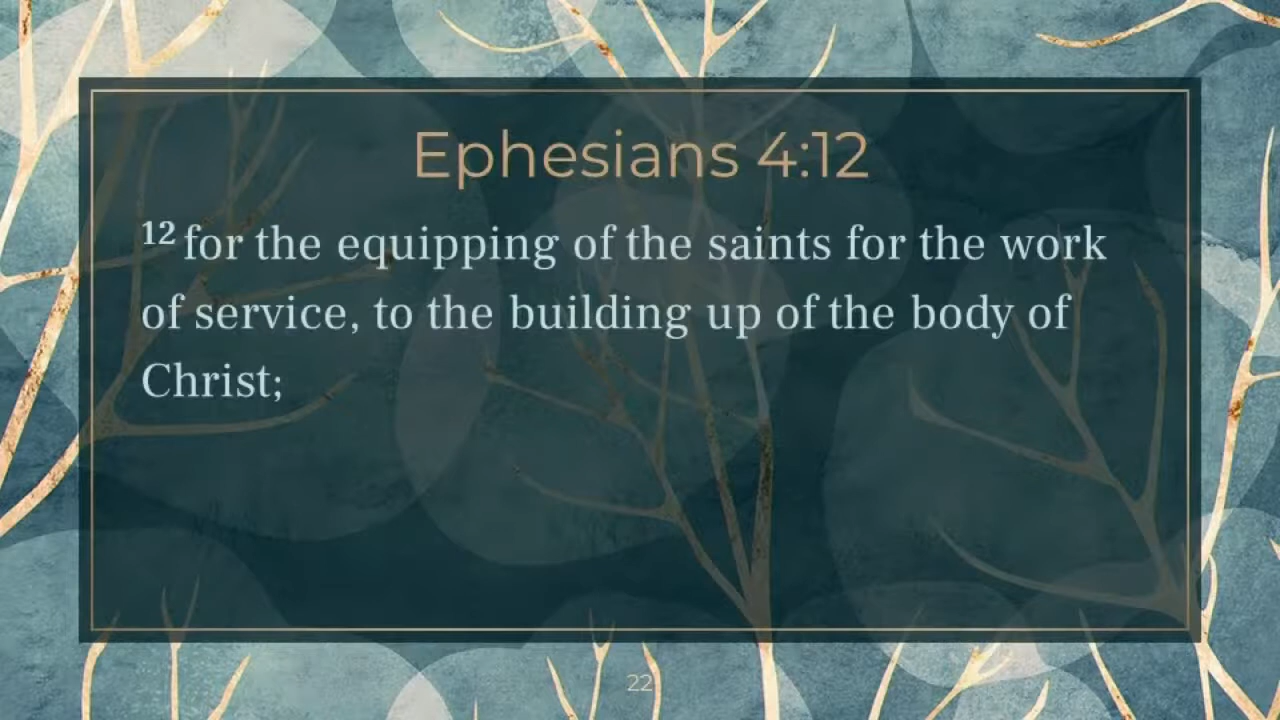 Ephesians 4:12
12 for the equipping of the saints for the work
of service, to the building up of the body of
Christ;
22